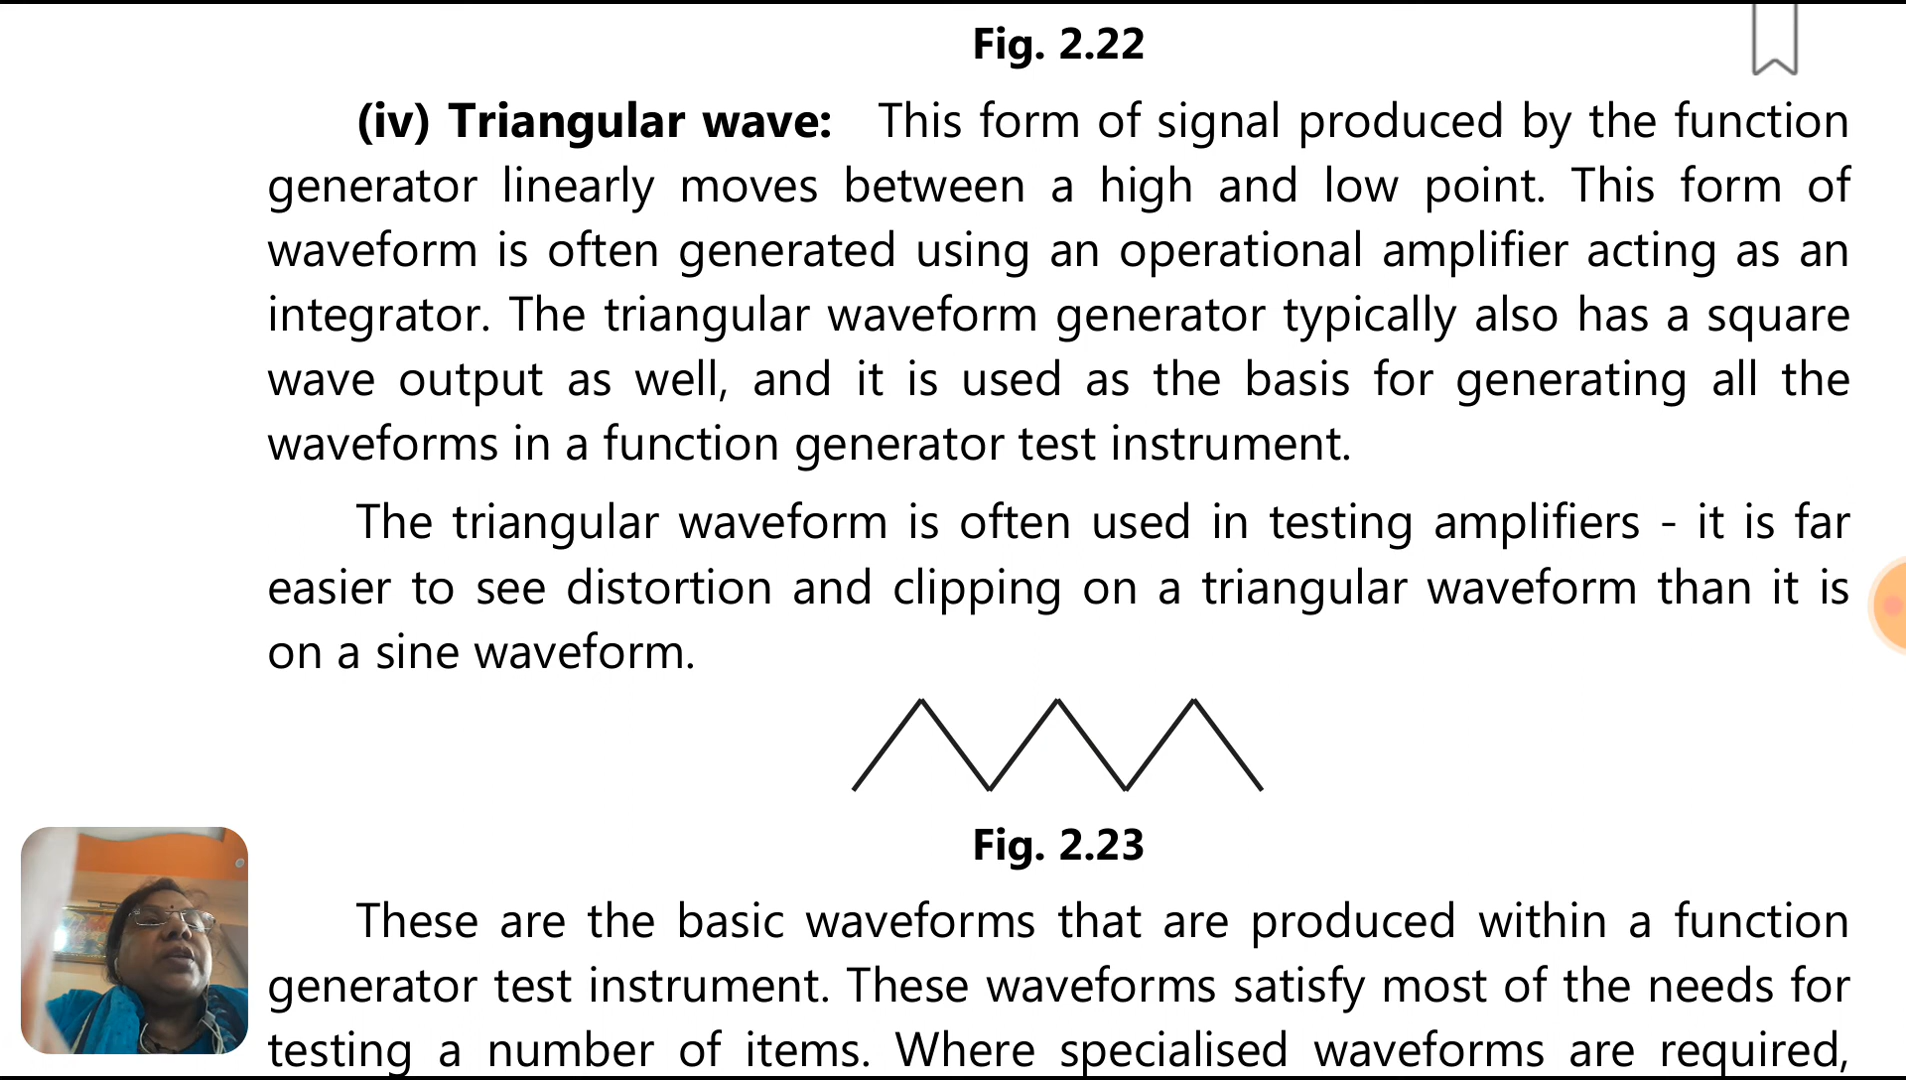 Fig. 2.22
(iv) Triangular wave: This form of signal produced by the function
generator linearly moves between a high and low point. This form of
waveform is often generated using an operational amplifier acting as an
integrator. The triangular waveform generator typically also has a square
wave output as well, and it is used as the basis for generating all the
waveforms in a function generator test instrument.
The triangular waveform is often used in testing amplifiers - it is far
easier to see distortion and clipping on a triangular waveform than it is
on a sine waveform.
Fig. 2.23
These are the basic waveforms that are produced within a function
generator test instrument. These waveforms satisfy most of the needs for
testing a number of items. Where specialised waveforms are required,